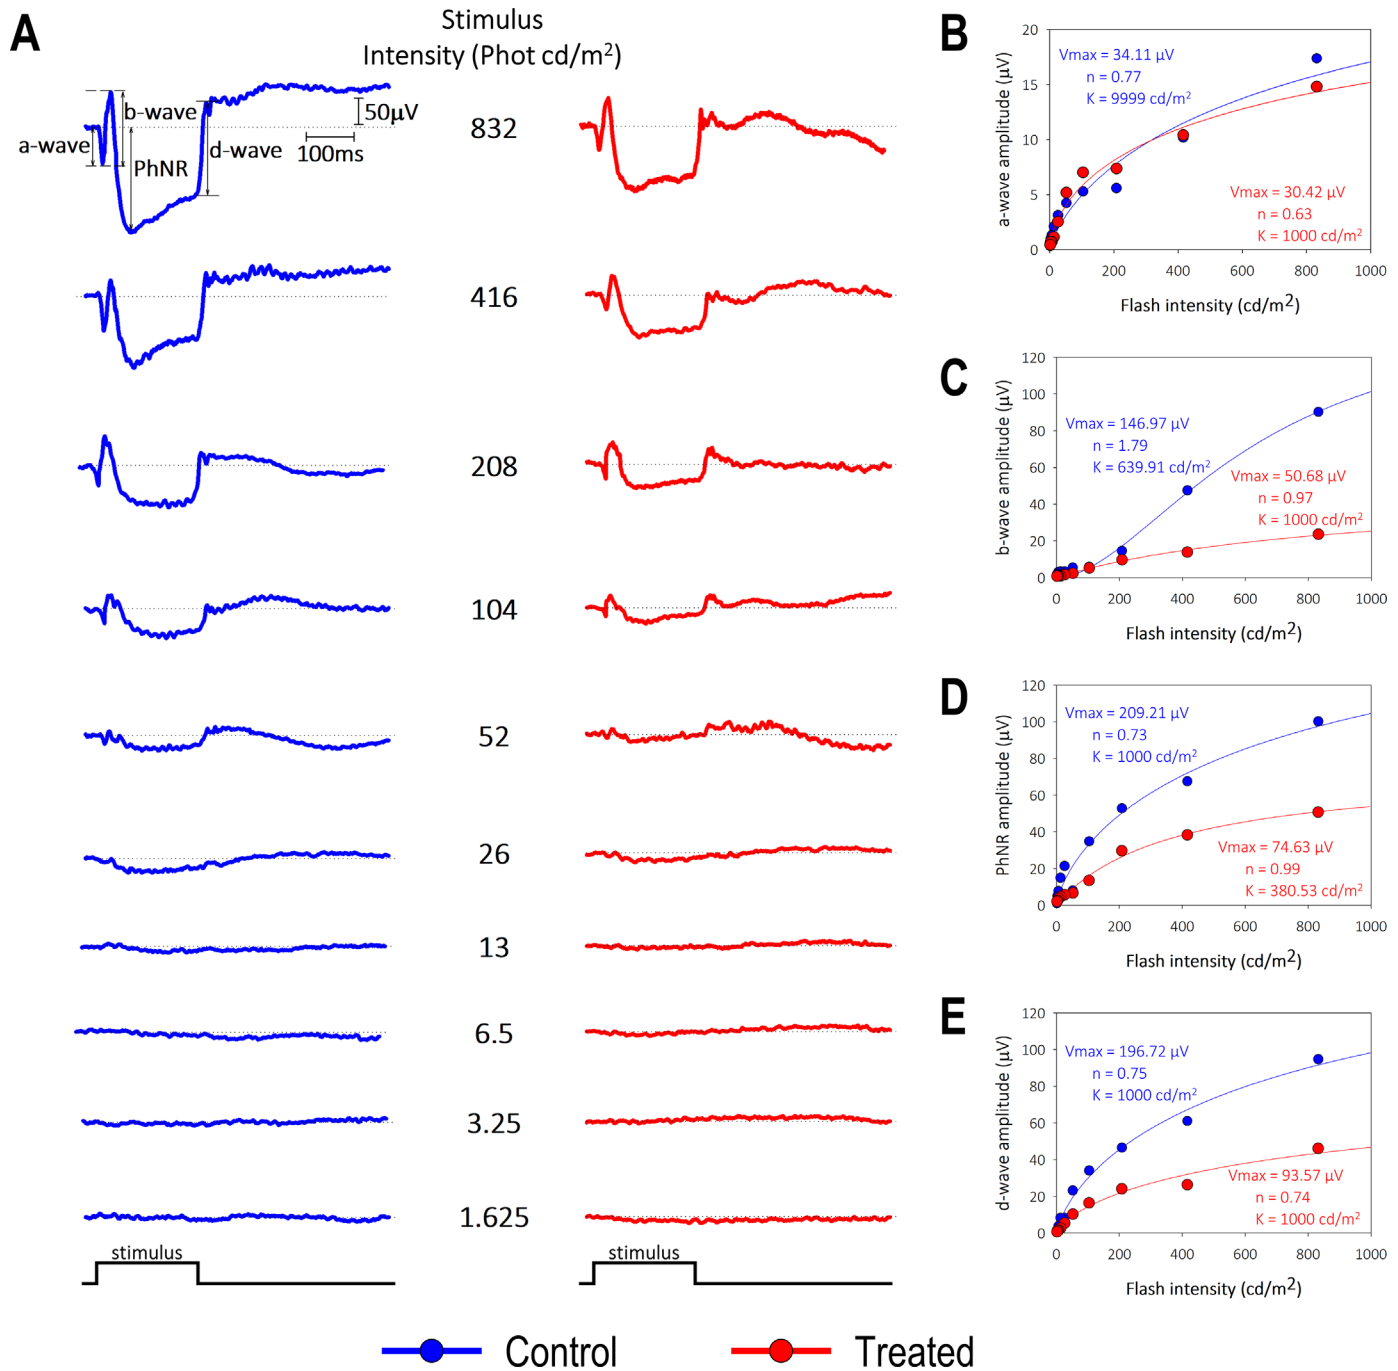 A
Stimulus
Intensity (Phot cd/m²)
b-wave
50μV
a-wave
PhNR
d-wave
100ms
832
416
208
104
52
26
13
6.5
3.25
1.625
stimulus
stimulus
Control
Treated
B
a-wave amplitude (μV)
20
15
10
5
0
Vmax = 34.11 μV
n = 0.77
K = 9999 cd/m²
Vmax = 30.42 μV
n = 0.63
K = 1000 cd/m²
0 200 400 600 800 1000
Flash intensity (cd/m²)
C
b-wave amplitude (μV)
120
100
80
60
40
20
0
Vmax = 146.97 μV
n = 1.79
K = 639.91 cd/m²
Vmax = 50.68 μV
n = 0.97
K = 1000 cd/m²
0 200 400 600 800 1000
Flash intensity (cd/m²)
D
PhNR amplitude (μV)
120
100
80
60
40
20
0
Vmax = 209.21 μV
n = 0.73
K = 1000 cd/m²
Vmax = 74.63 μV
n = 0.99
K = 380.53 cd/m²
0 200 400 600 800 1000
Flash intensity (cd/m²)
E
d-wave amplitude (μV)
120
100
80
60
40
20
0
Vmax = 196.72 μV
n = 0.75
K = 1000 cd/m²
Vmax = 93.57 μV
n = 0.74
K = 1000 cd/m²
0 200 400 600 800 1000
Flash intensity (cd/m²)